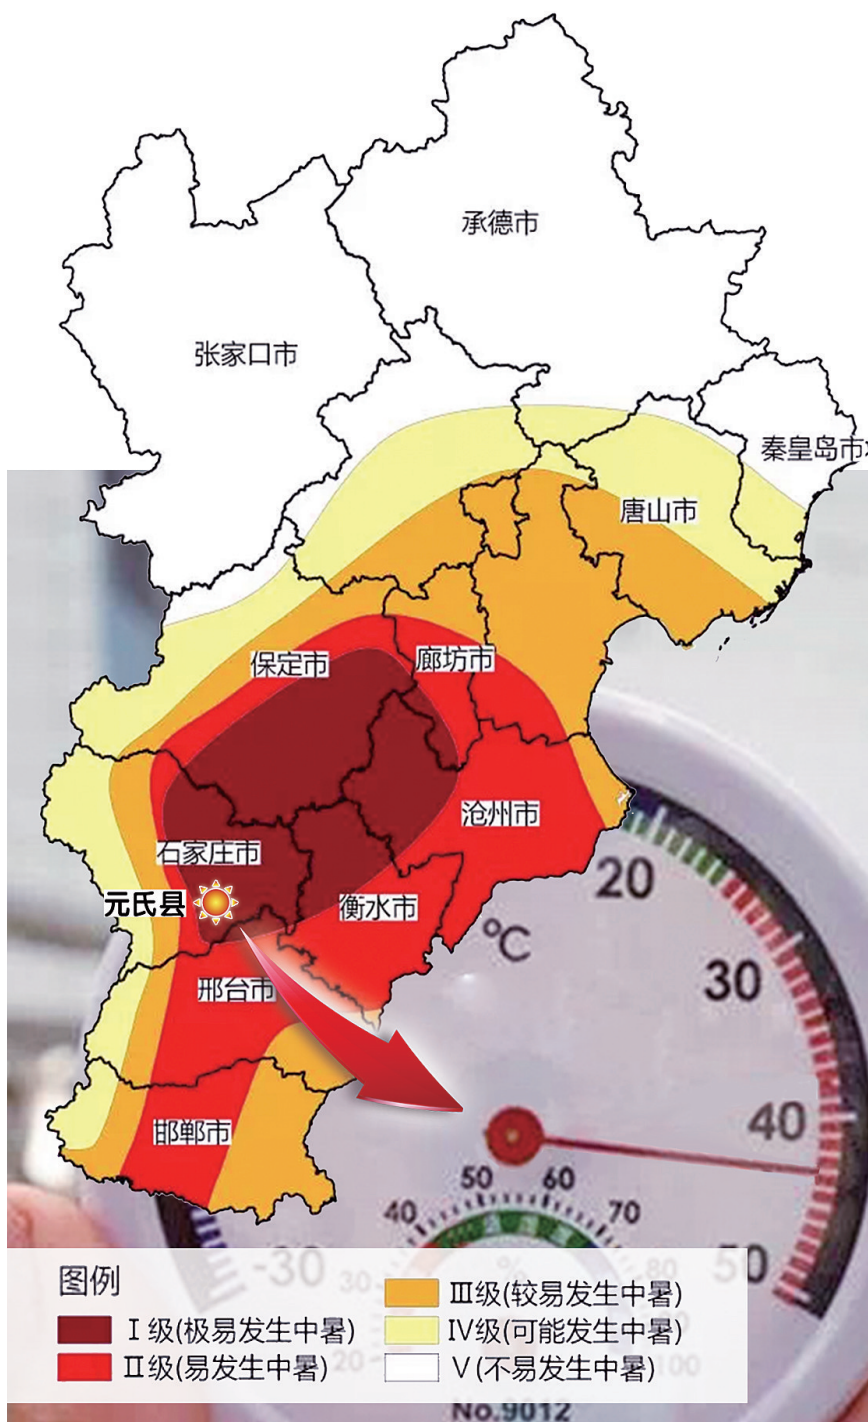 承德市
张家口市
秦皇岛市
唐山市
保定市
廊坊市
沧州市
石家庄市
元氏县
衡水市
邢台市
邯郸市
°C
20
30
40
50
-30
40
50
60
70
80
30
20
100
%
图例
Ⅰ级(极易发生中暑)
Ⅱ级(易发生中暑)
Ⅲ级(较易发生中暑)
Ⅳ级(可能发生中暑)
Ⅴ(不易发生中暑)
No.9012